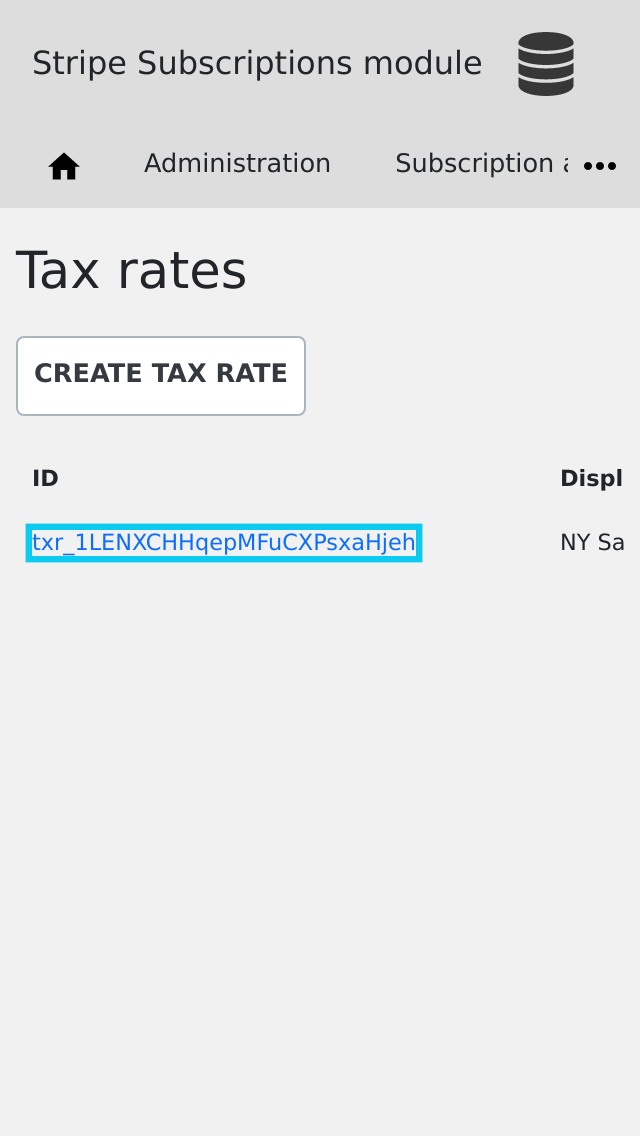 Stripe Subscriptions module
Administration
Subscription
Tax rates
CREATE TAX RATE
ID
Displ
txr_1LENXCHHqepMFuCXPsxaHjeh
NY Sa